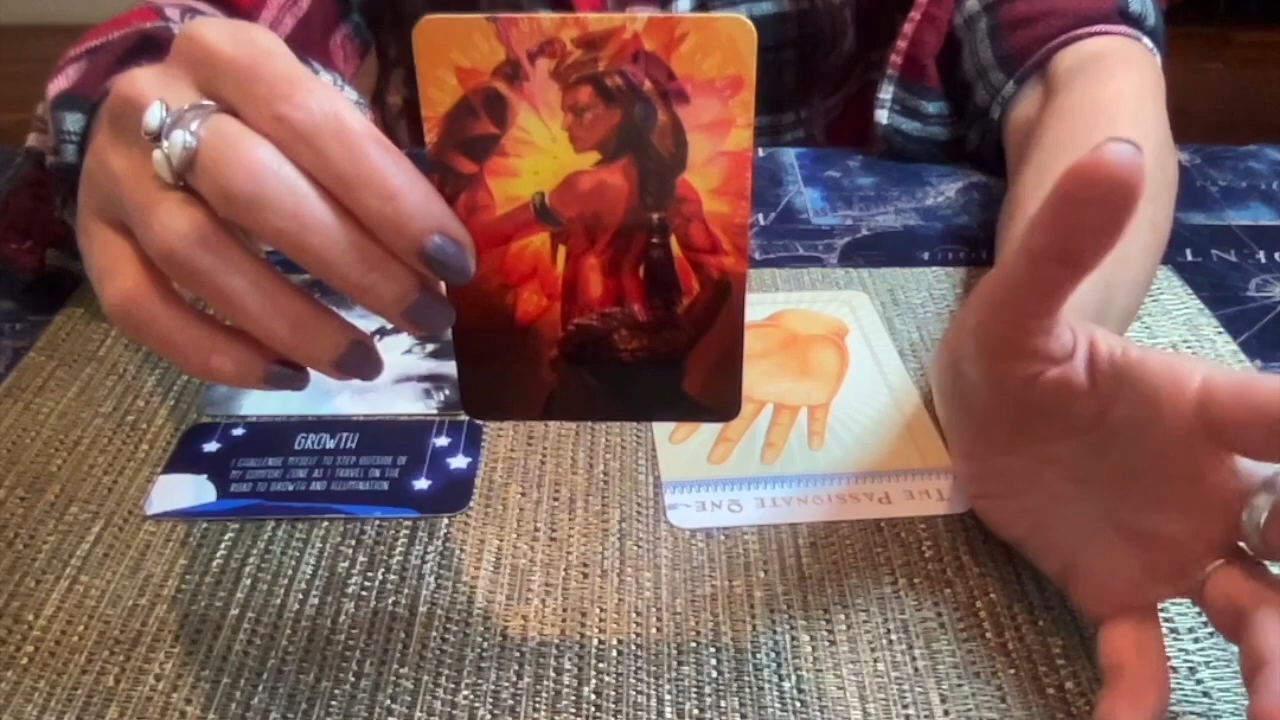 GROWTH
I CHALLENGE MYSELF TO STEP OUTSIDE OF
MY COMFORT ZONE AS I TRAVEL ON THE
ROAD TO GROWTH AND ILLUMINATION
THE PASSIONATE ONE